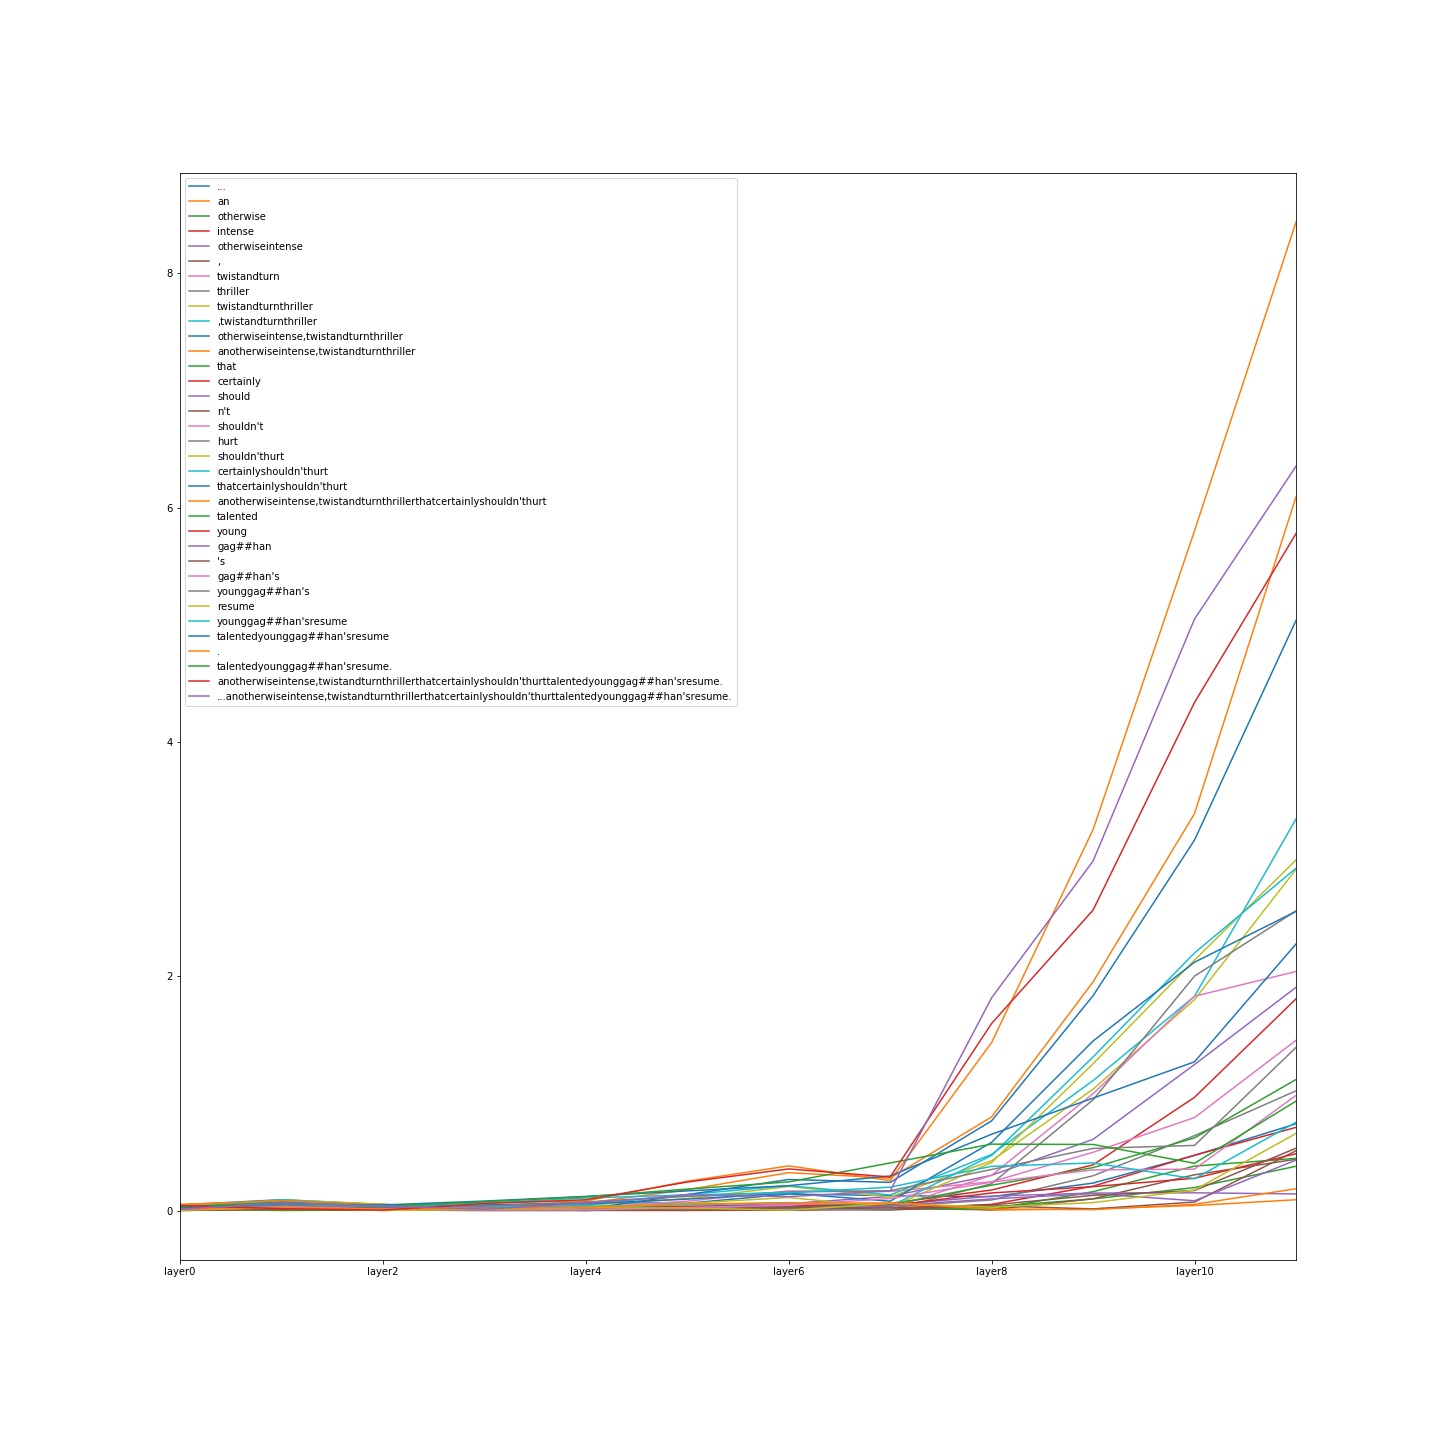 ...
an
otherwise
intense
otherwiseintense
,
twistandturn
thriller
twistandturnthriller
,twistandturnthriller
otherwiseintense,twistandturnthriller
anotherwiseintense,twistandturnthriller
that
certainly
should
n't
shouldn't
hurt
shouldn'thurt
certainlyshouldn'thurt
thatcertainlyshouldn'thurt
anotherwiseintense,twistandturnthrillerthatcertainlyshouldn'thurt
talented
young
gag##han
's
gag##han's
younggag##han's
resume
younggag##han'sresume
talentedyounggag##han'sresume
.
talentedyounggag##han'sresume.
anotherwiseintense,twistandturnthrillerthatcertainlyshouldn'thurttalentedyounggag##han'sresume.
...anotherwiseintense,twistandturnthrillerthatcertainlyshouldn'thurttalentedyounggag##han'sresume.
8
6
4
2
0
layer0 layer2 layer4 layer6 layer8 layer10